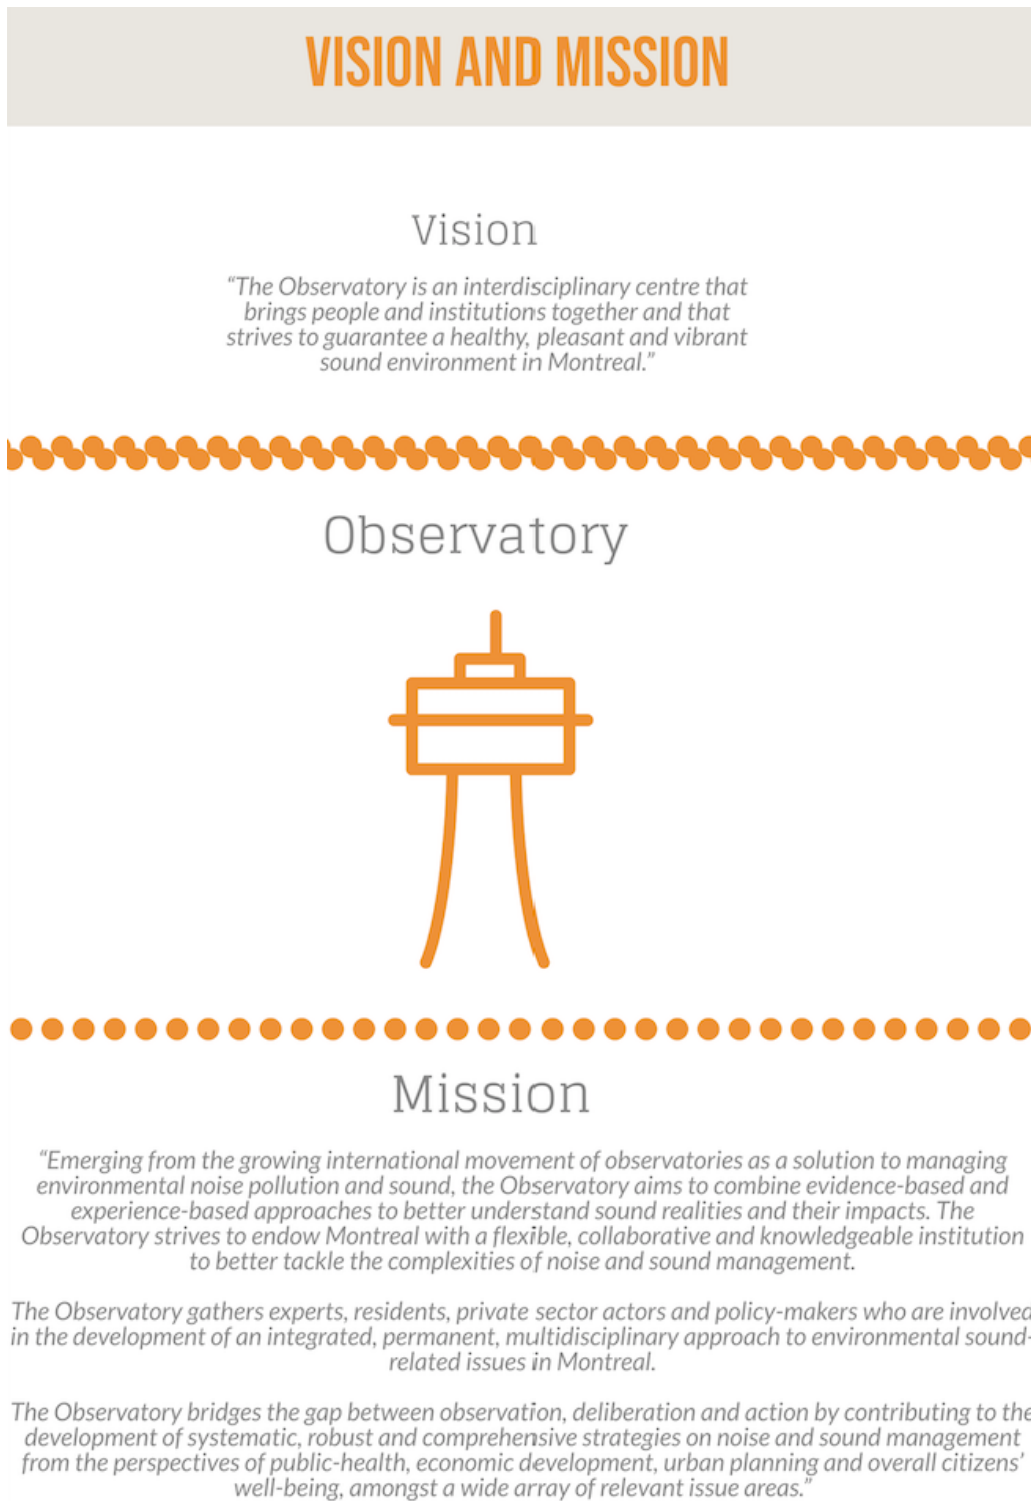 VISION AND MISSION
Vision
“The Observatory is an interdisciplinary centre that
brings people and institutions together and that
strives to guarantee a healthy, pleasant and vibrant
sound environment in Montreal.”
Observatory
Mission
“Emerging from the growing international movement of observatories as a solution to managing
environmental noise pollution and sound, the Observatory aims to combine evidence-based and
experience-based approaches to better understand sound realities and their impacts. The
Observatory strives to endow Montreal with a flexible, collaborative and knowledgeable institution
to better tackle the complexities of noise and sound management.
The Observatory gathers experts, residents, private sector actors and policy-makers who are involved
in the development of an integrated, permanent, multidisciplinary approach to environmental sound-
related issues in Montreal.
The Observatory bridges the gap between observation, deliberation and action by contributing to the
development of systematic, robust and comprehensive strategies on noise and sound management
from the perspectives of public-health, economic development, urban planning and overall citizens’
well-being, amongst a wide array of relevant issue areas.”